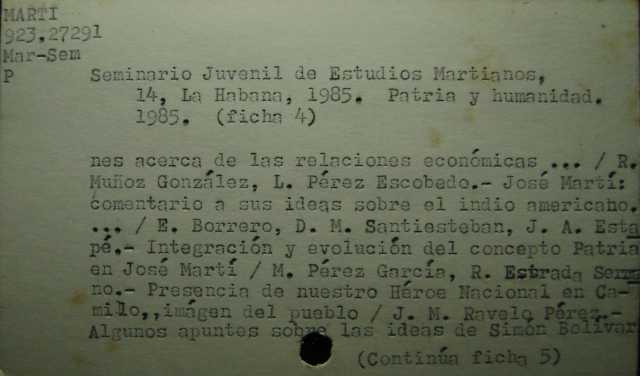 MARTI
923.27291
Mar-Sem
P Seminario Juvenil de Estudios Martianos,
14, La Habana, 1985. Patria y humanidad.
1985. (ficha 4)
nes acerca de las relaciones económicas ... / R.
Muñoz González, L. Pérez Escobedo.- José Martí:
comentario a sus ideas sobre el indio americano.
... / E. Borrero, D. M. Santiesteban, J. A. Esta
pé.- Integración y evolución del concepto Patria
en José Martí / M. Pérez García, R. Estrada Serra
no.- Presencia de nuestro Héroe Nacional en Ca-
milo,,imágen del pueblo / J. M. Ravelo Pérez.-
Algunos apuntes sobre las ideas de Simón Bolívar
(Continúa ficha 5)